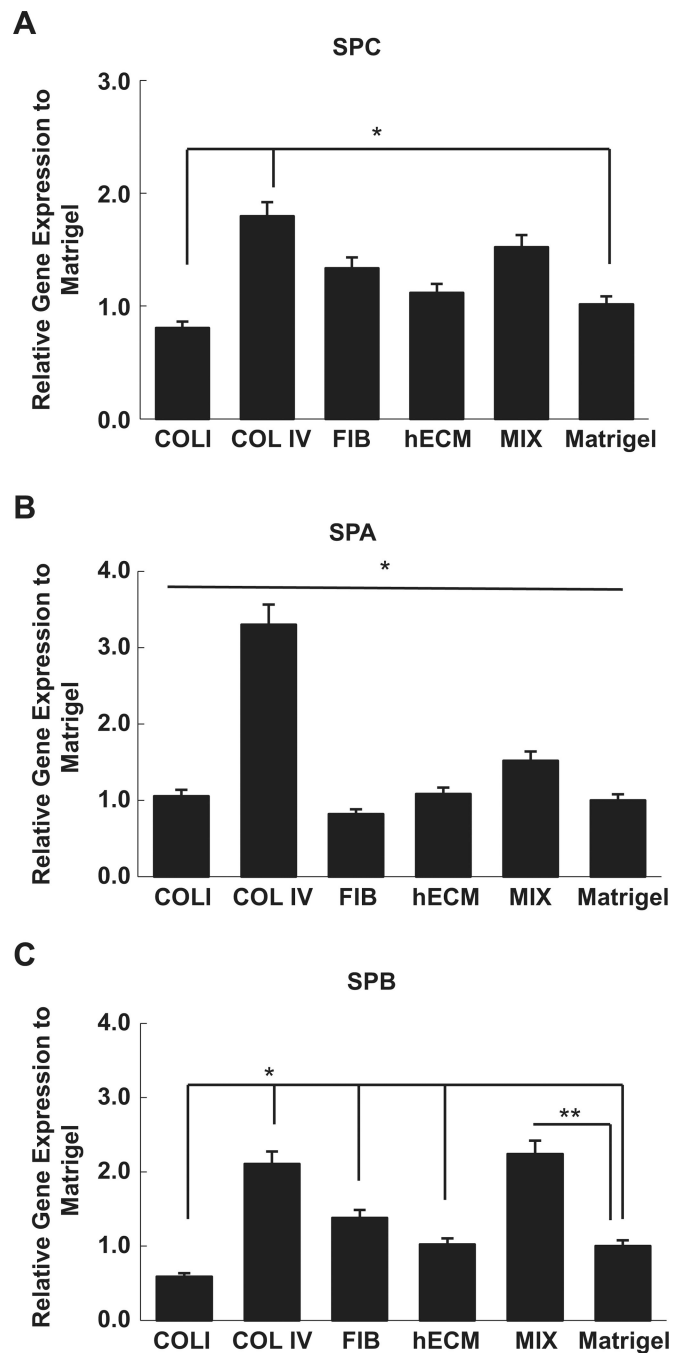 A
SPC
Relative Gene Expression to
Matrigel
3.0
2.0
1.0
0.0
*
COLI COL IV FIB hECM MIX Matrigel
B
SPA
Relative Gene Expression to
Matrigel
4.0
3.0
2.0
1.0
0.0
*
COLI COL IV FIB hECM MIX Matrigel
C
SPB
Relative Gene Expression to
Matrigel
4.0
3.0
2.0
1.0
0.0
*
**
COLI COL IV FIB hECM MIX Matrigel